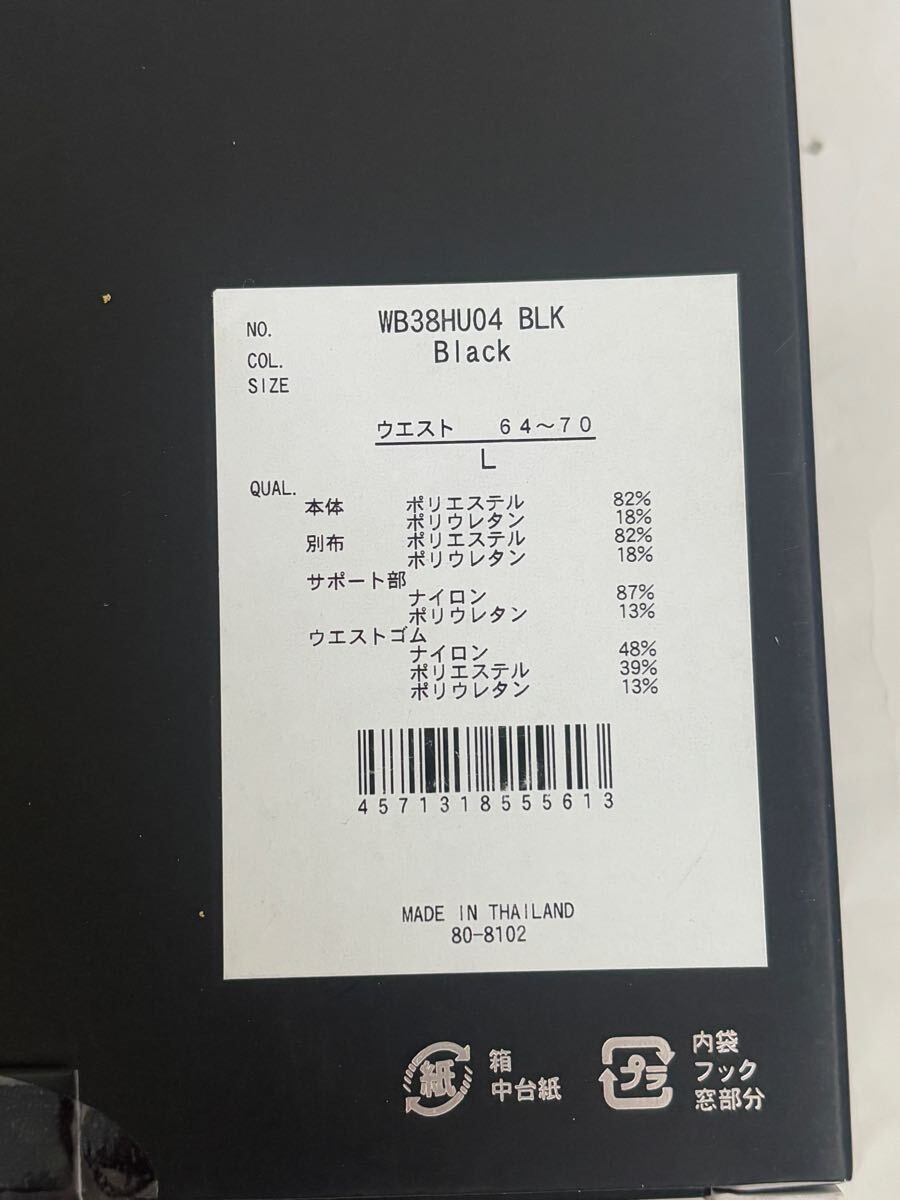 NO. WB38HU04 BLK
COL. Black
SIZE
ウエスト 64～70
L
QUAL.
本体 ポリエステル 82%
ポリウレタン 18%
別布 ポリエステル 82%
ポリウレタン 18%
サポート部
ナイロン 87%
ポリウレタン 13%
ウエストゴム
ナイロン 48%
ポリエステル 39%
ポリウレタン 13%
4571318555613
MADE IN THAILAND
80-8102
紙 箱
中台紙
プラ 内袋
フック
窓部分